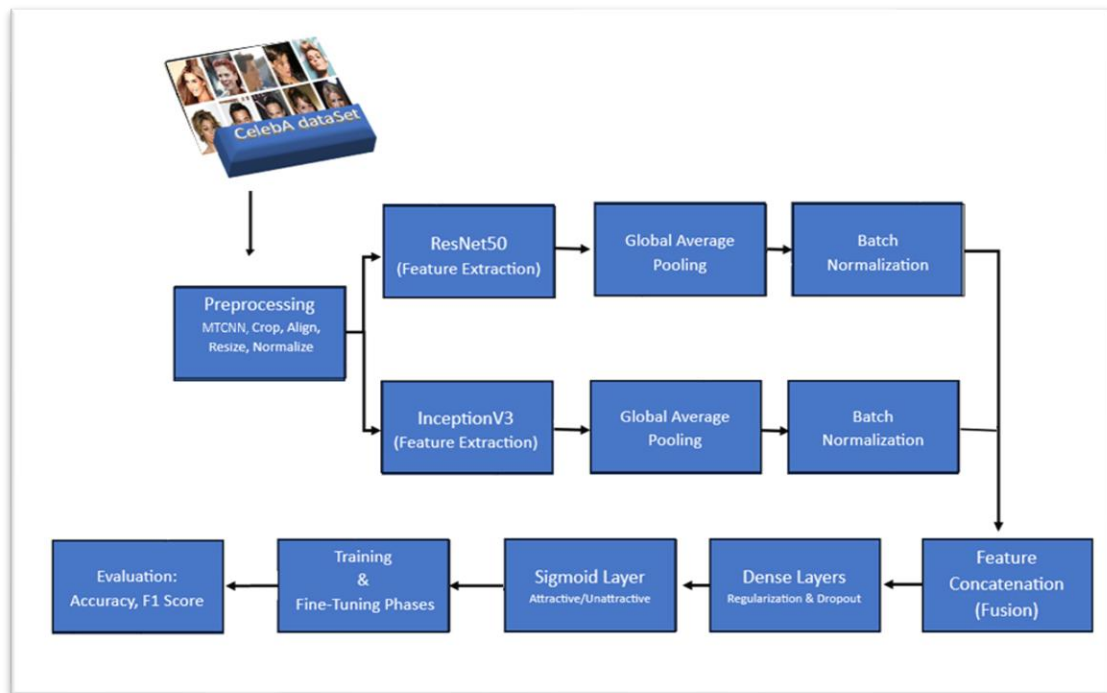 CelebA dataSet
ResNet50
(Feature Extraction)
Global Average
Pooling
Batch
Normalization
Preprocessing
MTCNN, Crop, Align,
Resize, Normalize
InceptionV3
(Feature Extraction)
Global Average
Pooling
Batch
Normalization
Feature
Concatenation
(Fusion)
Dense Layers
Regularization & Dropout
Sigmoid Layer
Attractive/Unattractive
Training
&
Fine-Tuning Phases
Evaluation:
Accuracy, F1 Score